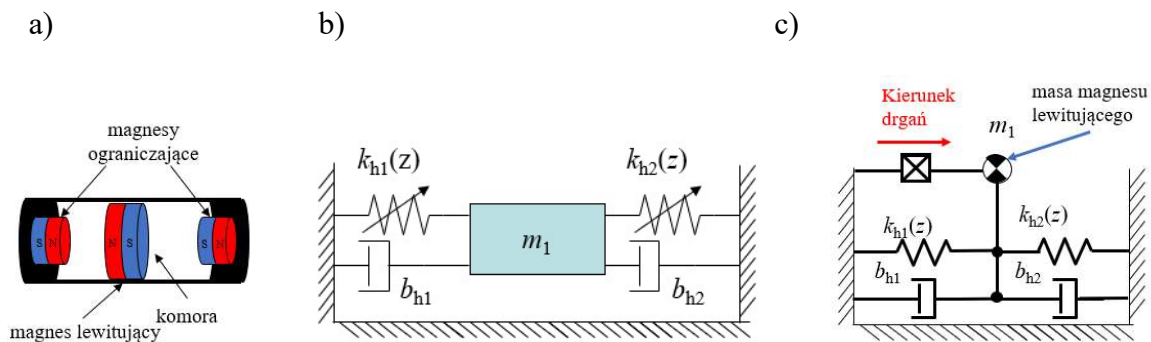 a)
b)
c)
magnesy
ograniczające
S N
N S
S N
komora
magnes lewitujący
k_h1(z)
k_h2(z)
m_1
b_h1
b_h2
Kierunek
drgań
masa magnesu
lewitującego
m_1
k_h1(z)
k_h2(z)
b_h1
b_h2